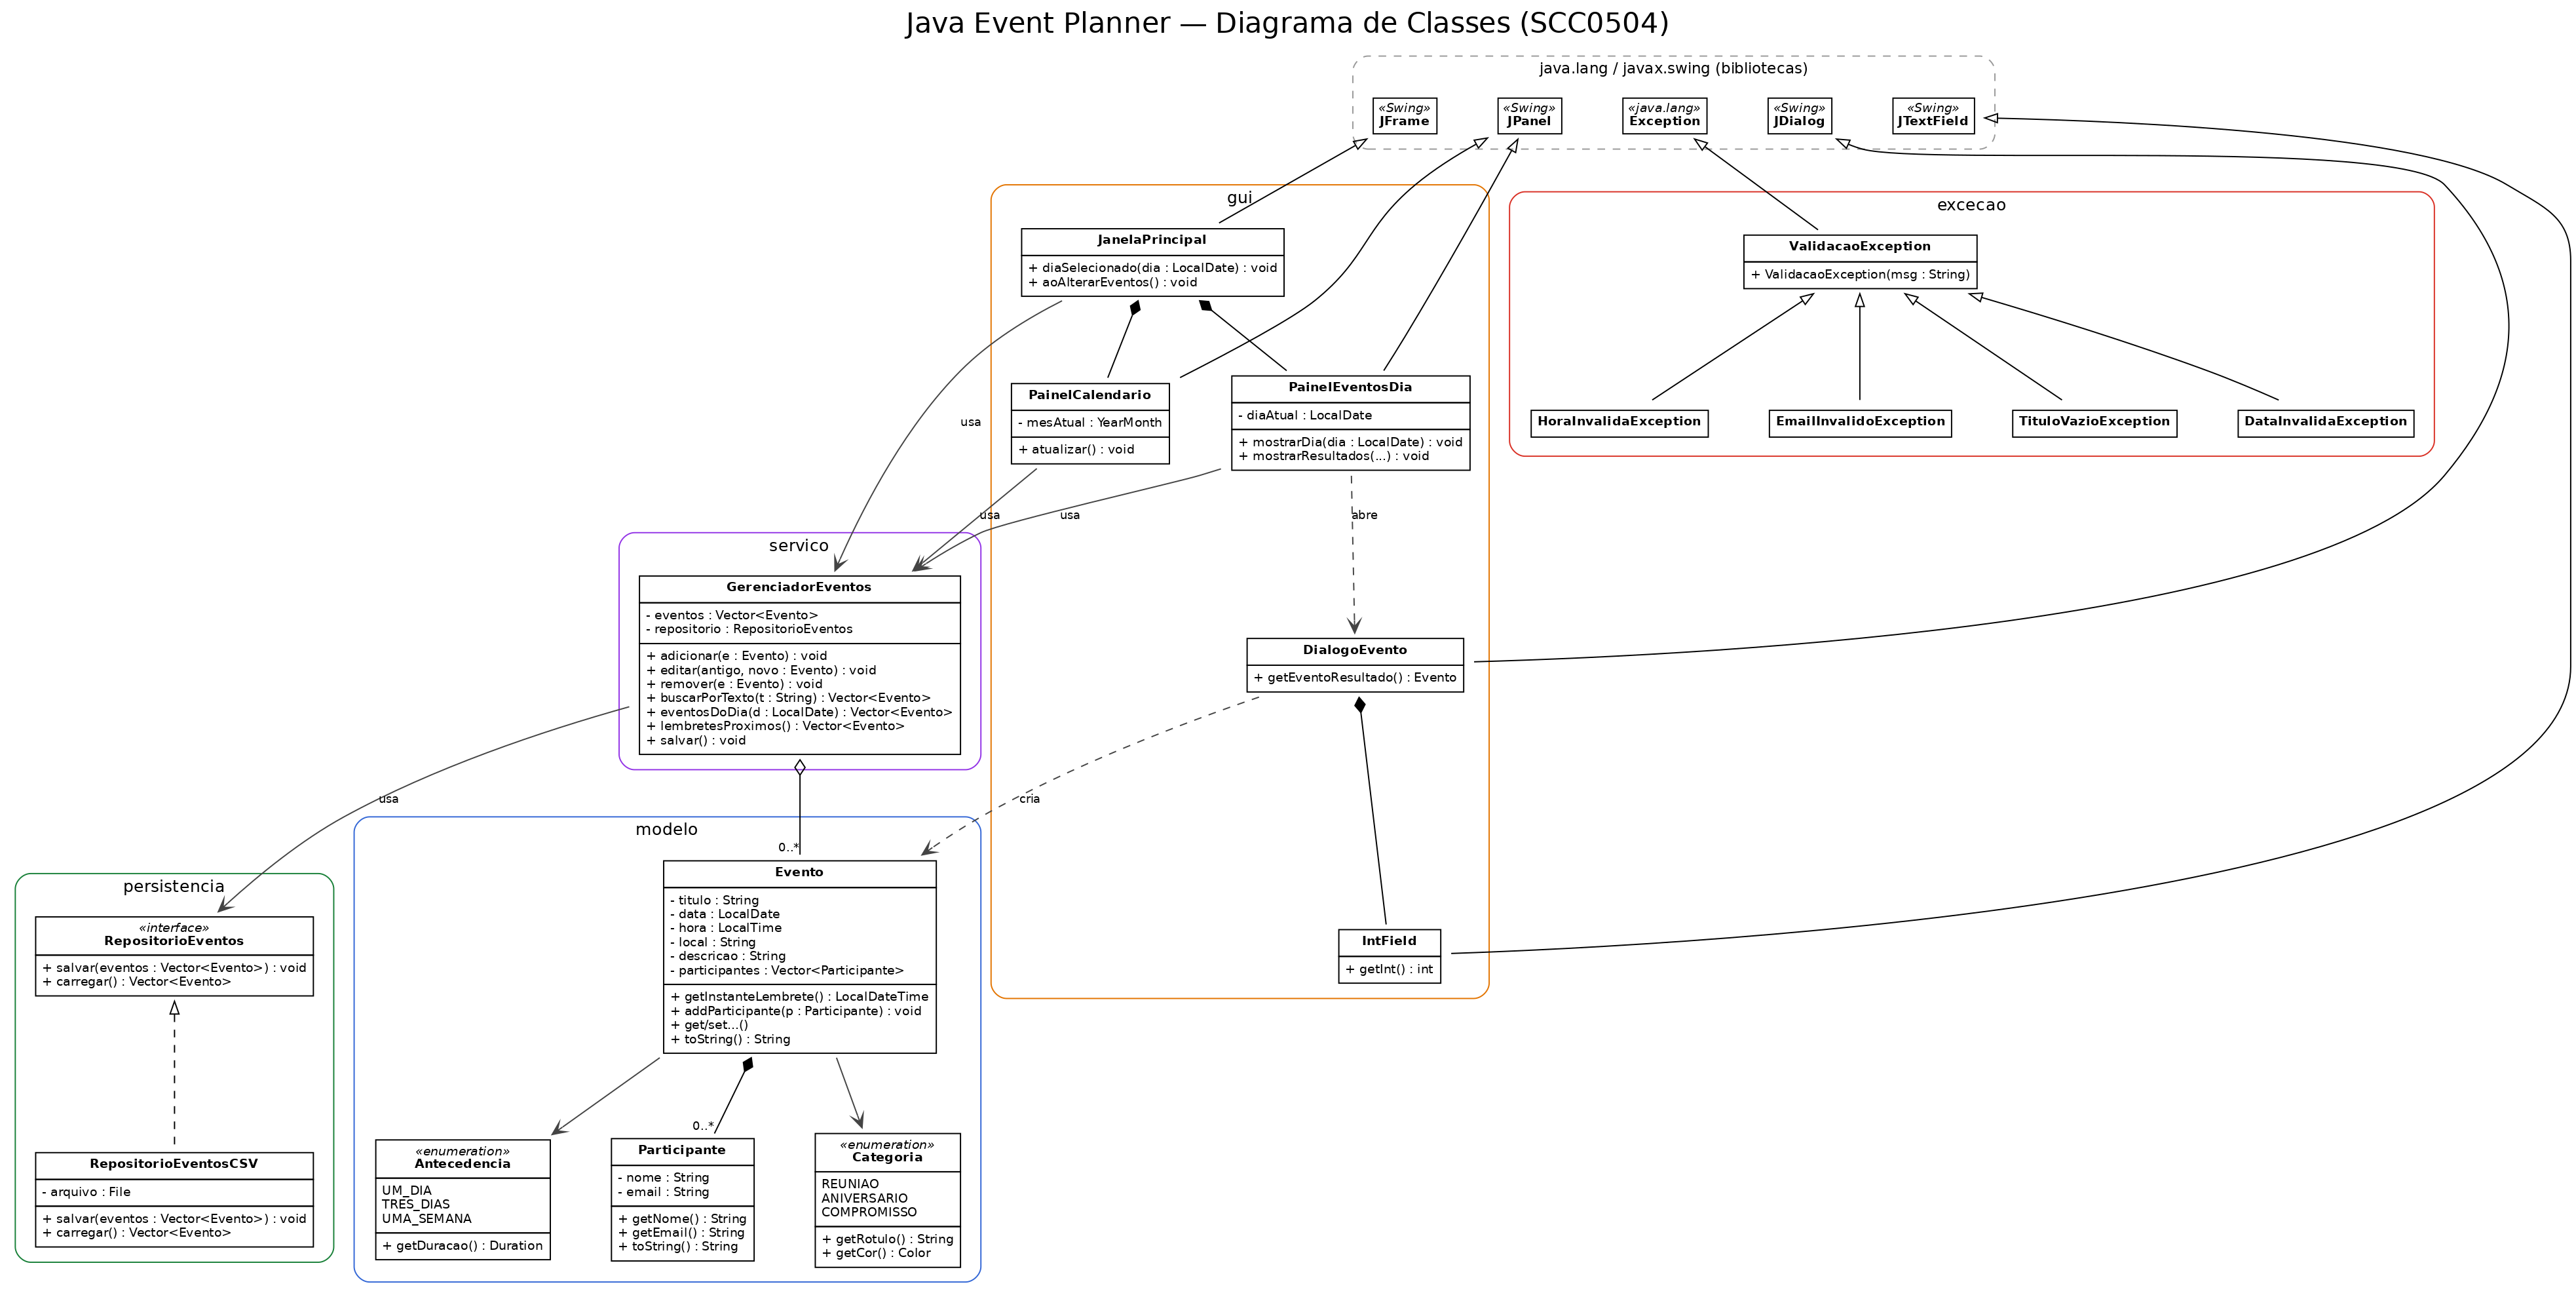 Java Event Planner — Diagrama de Classes (SCC0504)
java.lang / javax.swing (bibliotecas)
«Swing»
JFrame
«Swing»
JPanel
«java.lang»
Exception
«Swing»
JDialog
«Swing»
JTextField
gui
JanelaPrincipal
+ diaSelecionado(dia : LocalDate) : void
+ aoAlterarEventos() : void
PainelCalendario
- mesAtual : YearMonth
+ atualizar() : void
PainelEventosDia
- diaAtual : LocalDate
+ mostrarDia(dia : LocalDate) : void
+ mostrarResultados(...) : void
excecao
ValidacaoException
+ ValidacaoException(msg : String)
HoraInvalidaException
EmailInvalidoException
TituloVazioException
DataInvalidaException
usa
usa
usa
abre
servico
GerenciadorEventos
- eventos : Vector<Evento>
- repositorio : RepositorioEventos
+ adicionar(e : Evento) : void
+ editar(antigo, novo : Evento) : void
+ remover(e : Evento) : void
+ buscarPorTexto(t : String) : Vector<Evento>
+ eventosDoDia(d : LocalDate) : Vector<Evento>
+ lembretesProximos() : Vector<Evento>
+ salvar() : void
DialogoEvento
+ getEventoResultado() : Evento
usa
cria
0..*
IntField
+ getInt() : int
persistencia
«interface»
RepositorioEventos
+ salvar(eventos : Vector<Evento>) : void
+ carregar() : Vector<Evento>
RepositorioEventosCSV
- arquivo : File
+ salvar(eventos : Vector<Evento>) : void
+ carregar() : Vector<Evento>
modelo
Evento
- titulo : String
- data : LocalDate
- hora : LocalTime
- local : String
- descricao : String
- participantes : Vector<Participante>
+ getInstanteLembrete() : LocalDateTime
+ addParticipante(p : Participante) : void
+ get/set...()
+ toString() : String
0..*
«enumeration»
Antecedencia
UM_DIA
TRES_DIAS
UMA_SEMANA
+ getDuracao() : Duration
Participante
- nome : String
- email : String
+ getNome() : String
+ getEmail() : String
+ toString() : String
«enumeration»
Categoria
REUNIAO
ANIVERSARIO
COMPROMISSO
+ getRotulo() : String
+ getCor() : Color